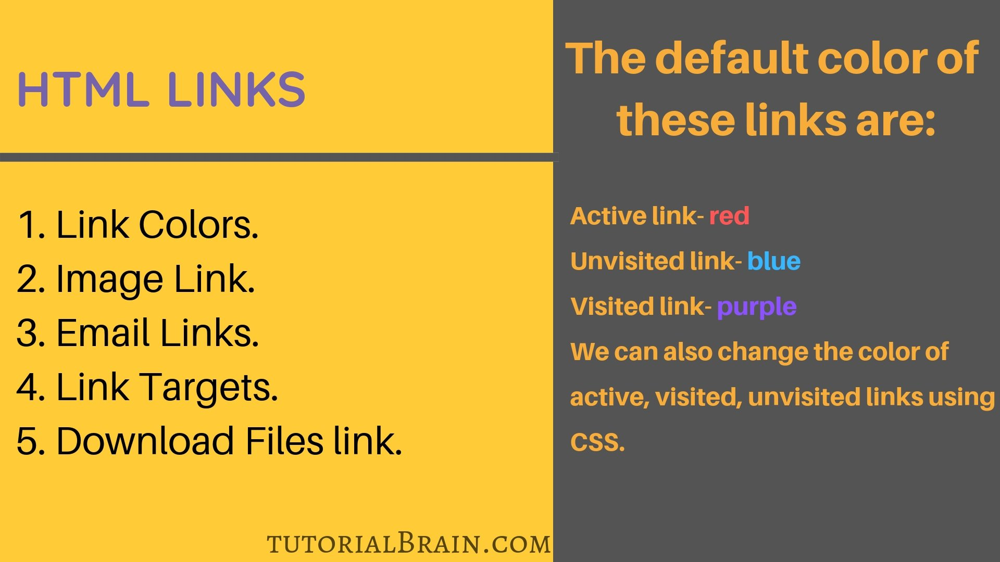 HTML LINKS
1. Link Colors.
2. Image Link.
3. Email Links.
4. Link Targets.
5. Download Files link.
tutorialBrain.com
The default color of
these links are:
Active link- red
Unvisited link- blue
Visited link- purple
We can also change the color of
active, visited, unvisited links using
CSS.